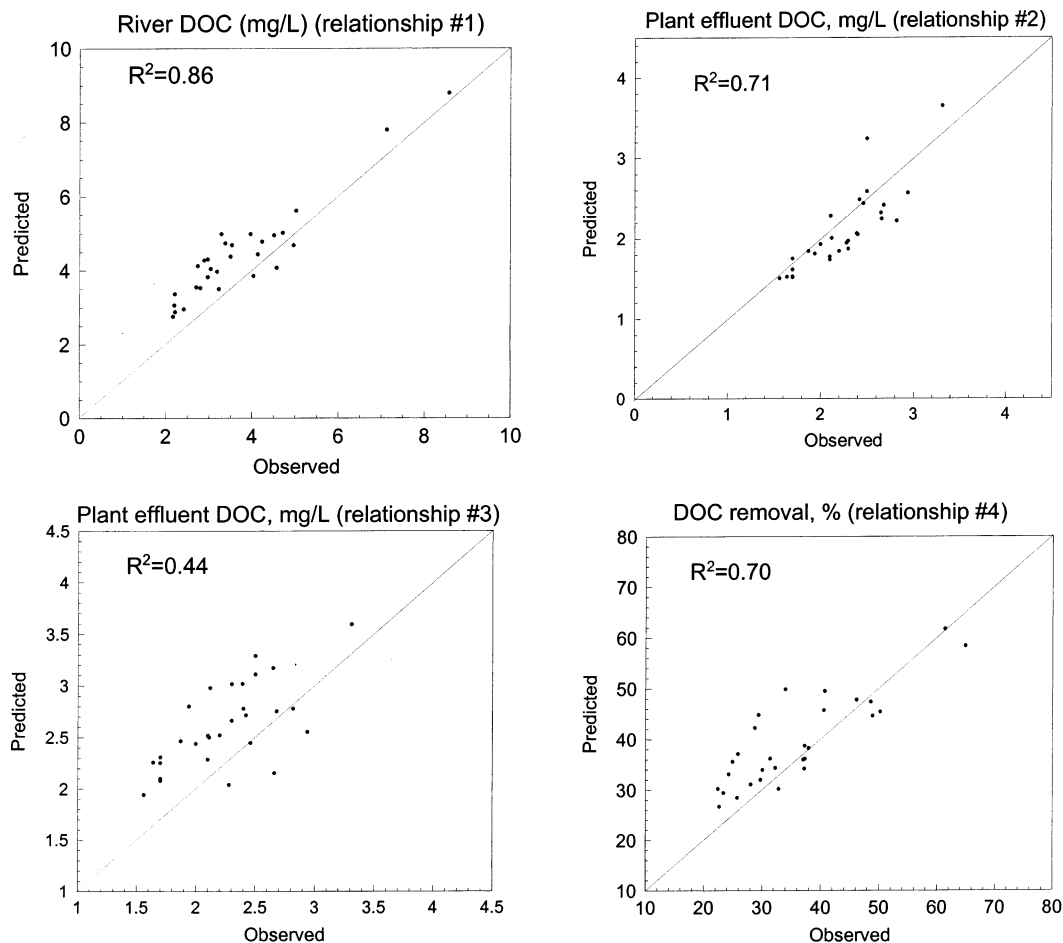 River DOC (mg/L) (relationship #1)
R²=0.86
10
8
6
4
2
0
Predicted
0 2 4 6 8 10
Observed
Plant effluent DOC, mg/L (relationship #2)
R²=0.71
4
3
2
1
0
Predicted
0 1 2 3 4
Observed
Plant effluent DOC, mg/L (relationship #3)
R²=0.44
4.5
4
3.5
3
2.5
2
1.5
1
Predicted
1 1.5 2 2.5 3 3.5 4 4.5
Observed
DOC removal, % (relationship #4)
R²=0.70
80
70
60
50
40
30
20
10
Predicted
10 20 30 40 50 60 70 80
Observed